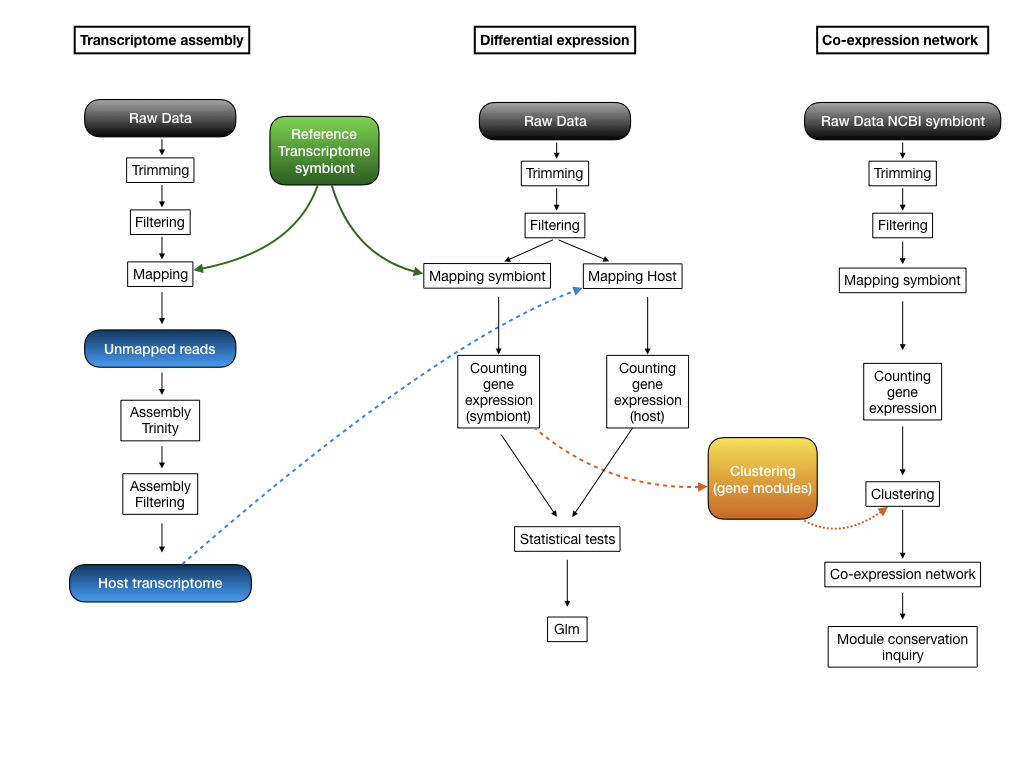 Transcriptome assembly
Raw Data
Trimming
Filtering
Mapping
Unmapped reads
Assembly
Trinity
Assembly
Filtering
Host transcriptome
Reference
Transcriptome
symbiont
Differential expression
Raw Data
Trimming
Filtering
Mapping symbiont
Mapping Host
Counting
gene
expression
(symbiont)
Counting
gene
expression
(host)
Statistical tests
Glm
Clustering
(gene modules)
Co-expression network
Raw Data NCBI symbiont
Trimming
Filtering
Mapping symbiont
Counting
gene
expression
Clustering
Co-expression network
Module conservation
inquiry